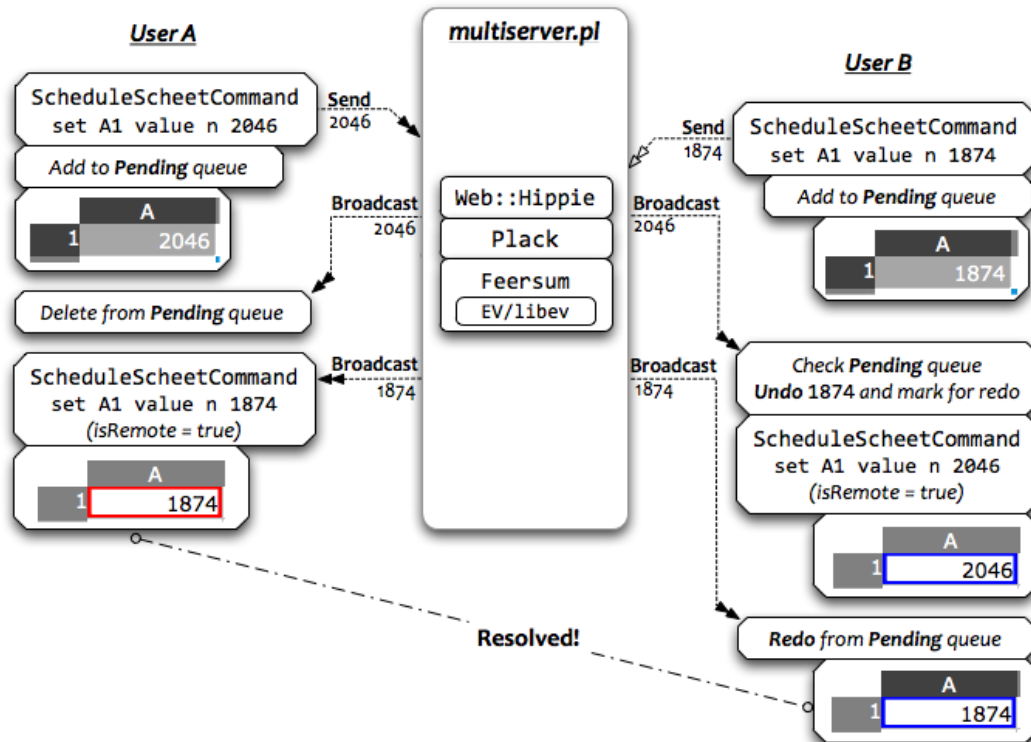 User A
ScheduleScheetCommand
set A1 value n 2046
Add to Pending queue
A
1 2046
Delete from Pending queue
ScheduleScheetCommand
set A1 value n 1874
(isRemote = true)
A
1 1874
Send
2046
Broadcast
2046
Broadcast
1874
multiserver.pl
Web::Hippie
Plack
Feersum
EV/libev
Send
1874
Broadcast
2046
Broadcast
1874
User B
ScheduleScheetCommand
set A1 value n 1874
Add to Pending queue
A
1 1874
Check Pending queue
Undo 1874 and mark for redo
ScheduleScheetCommand
set A1 value n 2046
(isRemote = true)
A
1 2046
Redo from Pending queue
A
1 1874
Resolved!